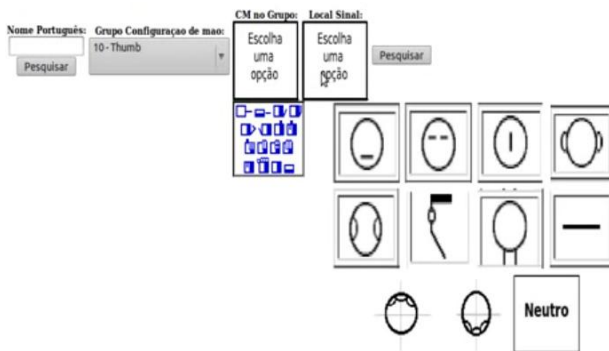 CM no Grupo: Local Sinal:
Nome Português: Grupo Configuraçao de mao:
10 - Thumb
Pesquisar
Escolha
uma
opção
Escolha
uma
opção
Pesquisar
Neutro